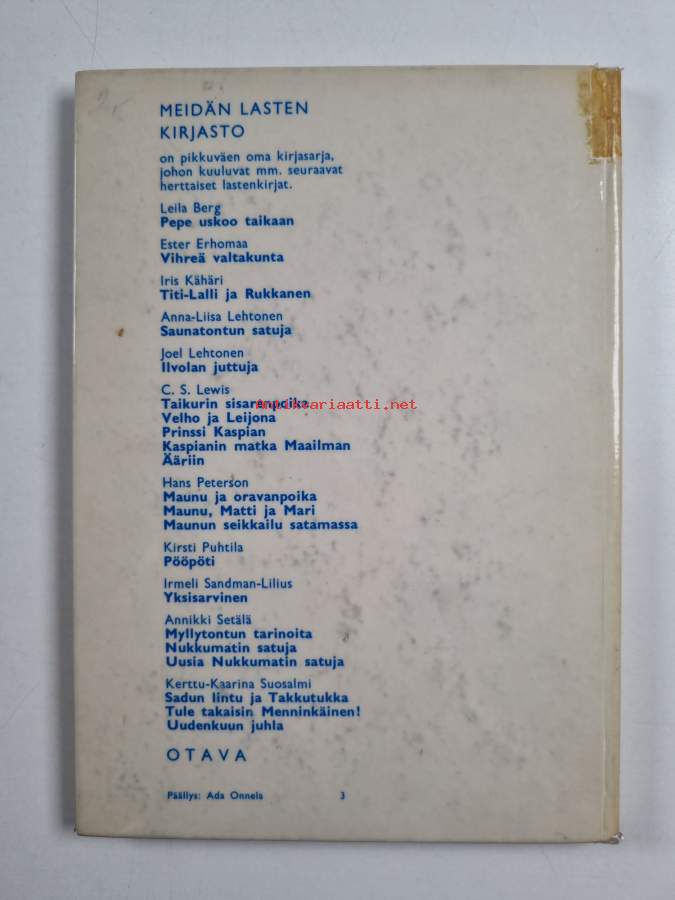 MEIDÄN LASTEN
KIRJASTO
on pikkuväen oma kirjasarja,
johon kuuluvat mm. seuraavat
herttaiset lastenkirjat.
Leila Berg
Pepe uskoo taikaan
Ester Erhomaa
Vihreä valtakunta
Iris Kähäri
Titi-Lalli ja Rukkanen
Anna-Liisa Lehtonen
Saunatontun satuja
Joel Lehtonen
Ilvolan juttuja
C. S. Lewis
Taikurin sisarenpoika
Antikvariaatti.net
Velho ja Leijona
Prinssi Kaspian
Kaspianin matka Maailman
Ääriin
Hans Peterson
Maunu ja oravanpoika
Maunu, Matti ja Mari
Maunun seikkailu satamassa
Kirsti Puhtila
Pööpöti
Irmeli Sandman-Lilius
Yksisarvinen
Annikki Setälä
Myllytontun tarinoita
Nukkumatin satuja
Uusia Nukkumatin satuja
Kerttu-Kaarina Suosalmi
Sadun lintu ja Takkutukka
Tule takaisin Menninkäinen!
Uudenkuun juhla
OTAVA
Päällys: Ada Onnela 3